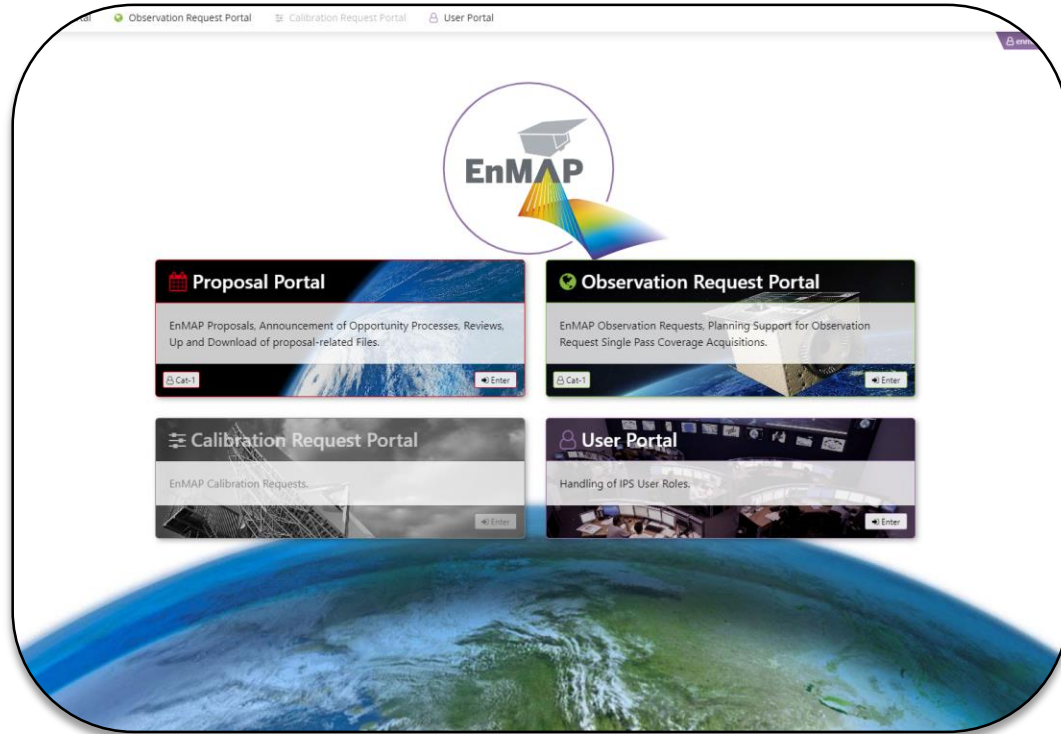 Observation Request Portal Calibration Request Portal User Portal
EnMAP
Proposal Portal
EnMAP Proposals, Announcement of Opportunity Processes, Reviews,
Up and Download of proposal-related Files.
Cat-1 Enter
Observation Request Portal
EnMAP Observation Requests, Planning Support for Observation
Request Single Pass Coverage Acquisitions.
Cat-1 Enter
Calibration Request Portal
EnMAP Calibration Requests.
Enter
User Portal
Handling of IPS User Roles.
Enter